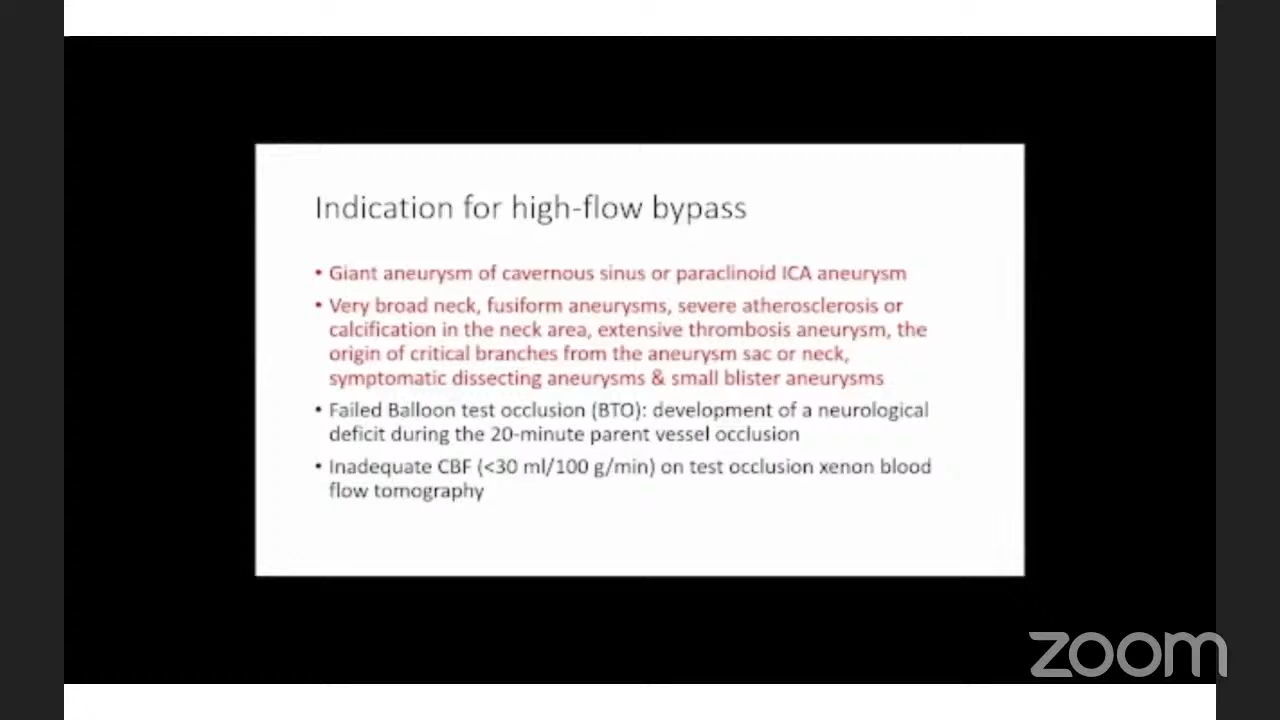 Indication for high-flow bypass
• Giant aneurysm of cavernous sinus or paraclinoid ICA aneurysm
• Very broad neck, fusiform aneurysms, severe atherosclerosis or
calcification in the neck area, extensive thrombosis aneurysm, the
origin of critical branches from the aneurysm sac or neck,
symptomatic dissecting aneurysms & small blister aneurysms
• Failed Balloon test occlusion (BTO): development of a neurological
deficit during the 20-minute parent vessel occlusion
• Inadequate CBF (<30 ml/100 g/min) on test occlusion xenon blood
flow tomography
zoom